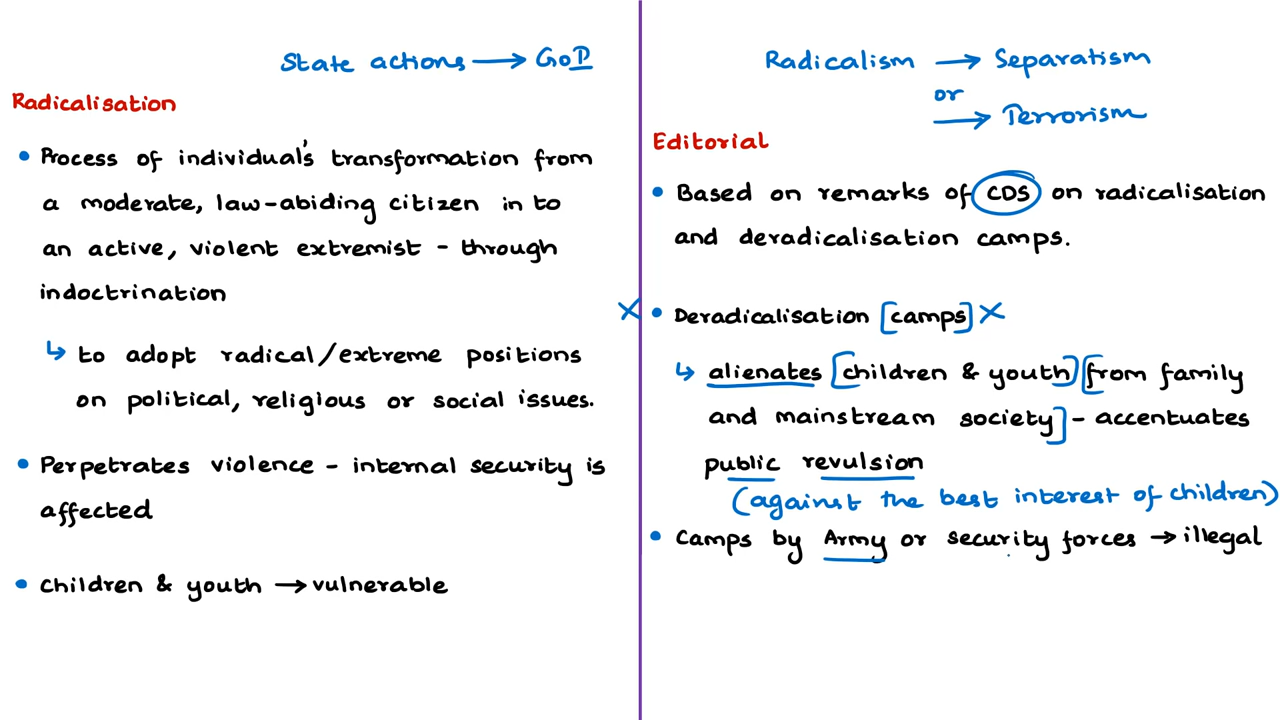 State actions → GoP
Radicalisation
• Process of individual's transformation from
a moderate, law-abiding citizen in to
an active, violent extremist - through
indoctrination
↳ to adopt radical/extreme positions
on political, religious or social issues.
• Perpetrates violence - internal security is
affected
• Children & youth → vulnerable
Radicalism → Separatism
or
→ Terrorism
Editorial
• Based on remarks of CDS on radicalisation
and deradicalisation camps.
X • Deradicalisation [camps] X
↳ alienates [children & youth] [from family
and mainstream society] - accentuates
public revulsion
(against the best interest of children)
• Camps by Army or security forces → illegal